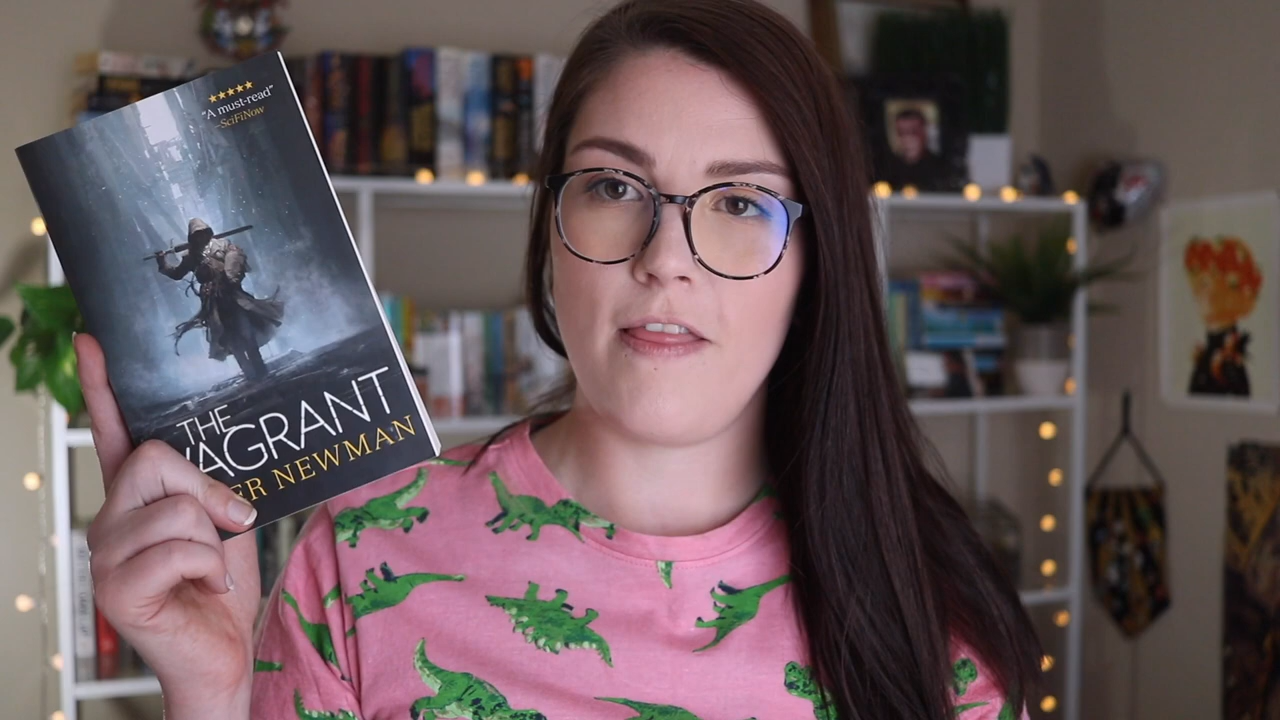 ★★★★★
"A must-read"
-SciFiNow
THE
VAGRANT
ER NEWMAN